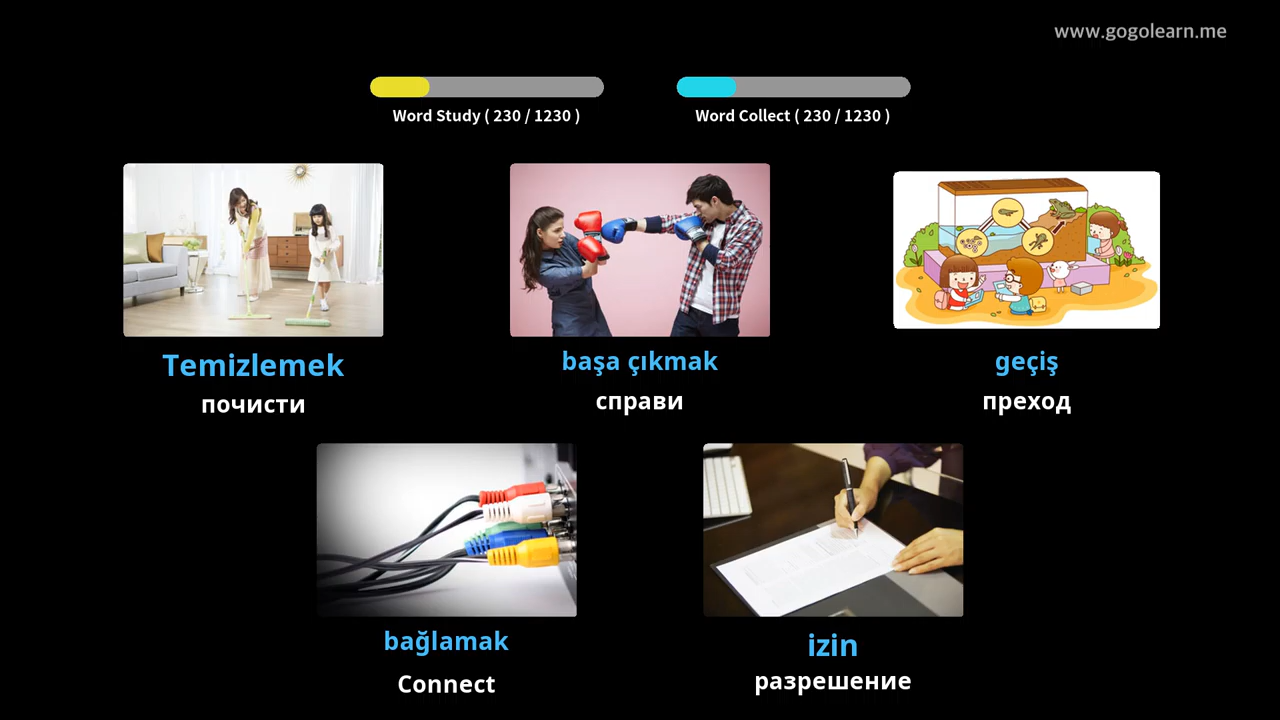 www.gogolearn.me
Word Study ( 230 / 1230 )
Word Collect ( 230 / 1230 )
Temizlemek
почисти
başa çıkmak
справи
geçiş
преход
bağlamak
Connect
izin
разрешение